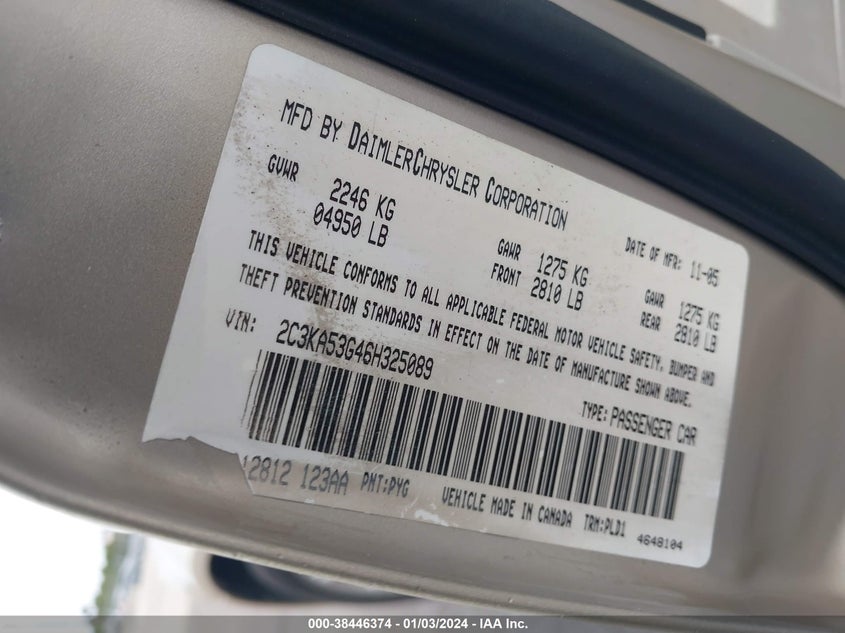 MFD BY DAIMLERCHRYSLER CORPORATION
DATE OF MFR: 11-05
GVWR 2246 KG
04950 LB
GAWR FRONT 1275 KG
2810 LB
GAWR REAR 1275 KG
2810 LB
THIS VEHICLE CONFORMS TO ALL APPLICABLE FEDERAL MOTOR VEHICLE SAFETY, BUMPER AND
THEFT PREVENTION STANDARDS IN EFFECT ON THE DATE OF MANUFACTURE SHOWN ABOVE.
VIN: 2C3KA53G46H325089
TYPE: PASSENGER CAR
12812 123AA PNT:PYG VEHICLE MADE IN CANADA TRM:PLD1
4648104
000-38446374 — 01/03/2024 — IAA Inc.